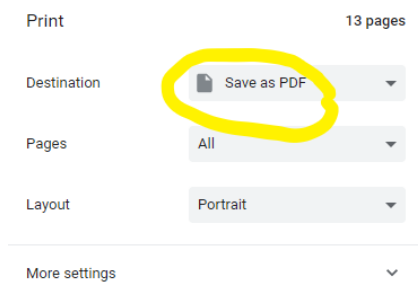 Print 13 pages
Destination Save as PDF
Pages All
Layout Portrait
More settings